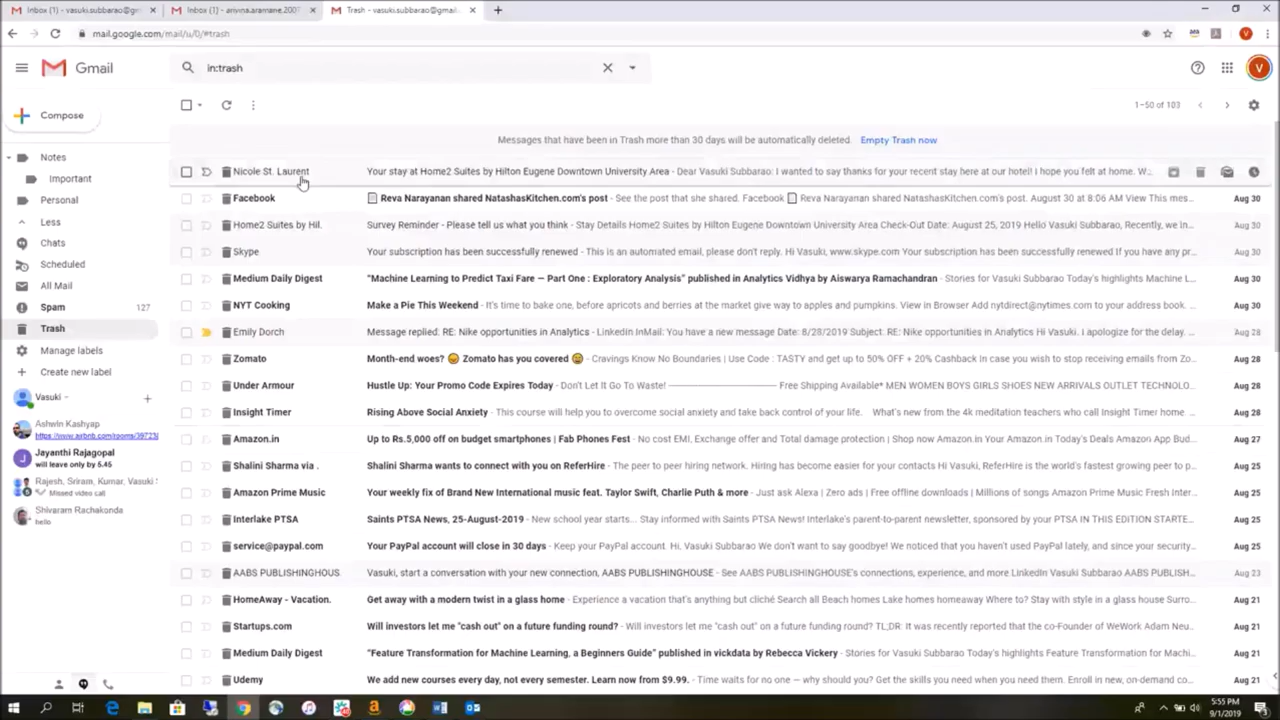 Inbox (1) - vasuki.subbarao@gm
Inbox (1) - arivina.aramane.2007
Trash - vasuki.subbarao@gmail.
mail.google.com/mail/u/0/#trash
Gmail
in:trash
Compose
1–50 of 103
Messages that have been in Trash more than 30 days will be automatically deleted. Empty Trash now
Notes
Important
Personal
Less
Chats
Scheduled
All Mail
Spam 127
Trash
Manage labels
Create new label
Vasuki
Ashwin Kashyap
Jayanthi Rajagopal
will leave only by 5.45
Rajesh, Sriram, Kumar, Vasuki
Missed video call
Shivaram Rachakonda
hello
Nicole St. Laurent Your stay at Home2 Suites by Hilton Eugene Downtown University Area - Dear Vasuki Subbarao: I wanted to say thanks for your recent stay here at our hotel! I hope you felt at home. W...
Facebook Reva Narayanan shared NatashasKitchen.com's post - See the post that she shared. Facebook Reva Narayanan shared NatashasKitchen.com's post. August 30 at 8:06 AM View This mes... Aug 30
Home2 Suites by Hil. Survey Reminder - Please tell us what you think - Stay Details Home2 Suites by Hilton Eugene Downtown University Area Check-Out Date: August 25, 2019 Hello Vasuki Subbarao, Recently, we in... Aug 30
Skype Your subscription has been successfully renewed - This is an automated email, please don't reply. Hi Vasuki, www.skype.com Your subscription has been successfully renewed If you have any pr... Aug 30
Medium Daily Digest “Machine Learning to Predict Taxi Fare — Part One : Exploratory Analysis” published in Analytics Vidhya by Aiswarya Ramachandran - Stories for Vasuki Subbarao Today's highlights Machine L... Aug 30
NYT Cooking Make a Pie This Weekend - It's time to bake one, before apricots and berries at the market give way to apples and pumpkins. View in Browser Add nytdirect@nytimes.com to your address book. ... Aug 30
Emily Dorch Message replied: RE: Nike opportunities in Analytics - LinkedIn InMail: You have a new message Date: 8/28/2019 Subject: RE: Nike opportunities in Analytics Hi Vasuki. I apologize for the delay. ... Aug 28
Zomato Month-end woes? 😔 Zomato has you covered 😀 - Cravings Know No Boundaries | Use Code : TASTY and get up to 50% OFF + 20% Cashback In case you wish to stop receiving emails from Zo... Aug 28
Under Armour Hustle Up: Your Promo Code Expires Today - Don't Let It Go To Waste! Free Shipping Available* MEN WOMEN BOYS GIRLS SHOES NEW ARRIVALS OUTLET TECHNOLO... Aug 28
Insight Timer Rising Above Social Anxiety - This course will help you to overcome social anxiety and take back control of your life. What's new from the 4k meditation teachers who call Insight Timer home. ... Aug 28
Amazon.in Up to Rs.5,000 off on budget smartphones | Fab Phones Fest - No cost EMI, Exchange offer and Total damage protection | Shop now Amazon.in Your Amazon.in Today's Deals Amazon App Bud... Aug 27
Shalini Sharma via . Shalini Sharma wants to connect with you on ReferHire - The peer to peer hiring network. Hiring has become easier for your contacts Hi Vasuki, ReferHire is the world's fastest growing peer to p... Aug 25
Amazon Prime Music Your weekly fix of Brand New International music feat. Taylor Swift, Charlie Puth & more - Just ask Alexa | Zero ads | Free offline downloads | Millions of songs Amazon Prime Music Fresh Inter... Aug 25
Interlake PTSA Saints PTSA News, 25-August-2019 - New school year starts... Stay informed with Saints PTSA News! Interlake's parent-to-parent newsletter, sponsored by your PTSA IN THIS EDITION STARTE... Aug 25
service@paypal.com Your PayPal account will close in 30 days - Keep your PayPal account. Hi, Vasuki Subbarao We don't want to say goodbye! We noticed that you haven't used PayPal lately, and since your security... Aug 25
AABS PUBLISHINGHOUS. Vasuki, start a conversation with your new connection, AABS PUBLISHINGHOUSE - See AABS PUBLISHINGHOUSE's connections, experience, and more LinkedIn AABS PUBLISH... Aug 23
HomeAway - Vacation. Get away with a modern twist in a glass home - Experience a vacation that's anything but cliché Search all Beach homes Lake homes homeaway Where to? Stay with style in a glass home Surro... Aug 21
Startups.com Will investors let me "cash out" on a future funding round? - Will investors let me "cash out" on a future funding round? TL;DR: It was recently reported that the co-Founder of WeWork Adam Neu... Aug 21
Medium Daily Digest “Feature Transformation for Machine Learning, a Beginners Guide” published in vickdata by Rebecca Vickery - Stories for Vasuki Subbarao Today's highlights Feature Transformation for Machin... Aug 21
Udemy We add new courses every day, not every semester. Learn now from $9.99. - Time waits for no one — why should you? Get the skills you need when you need them. Enroll in new, on-demand co... Aug 21
5:55 PM
9/1/2019